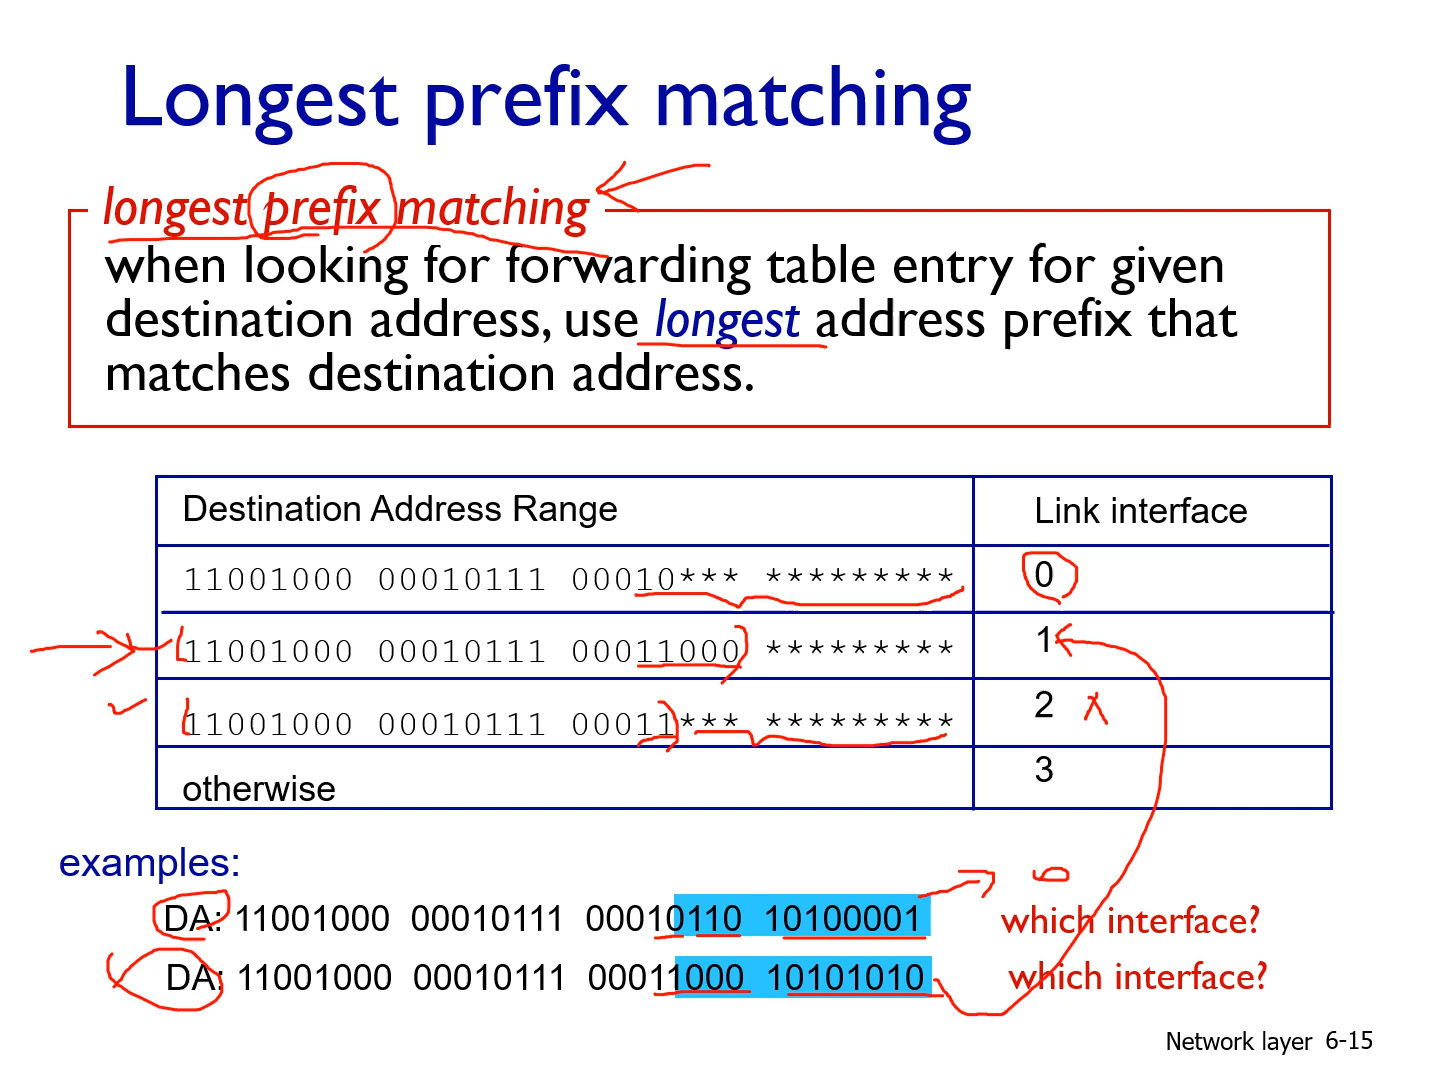 Longest prefix matching
longest prefix matching
when looking for forwarding table entry for given
destination address, use longest address prefix that
matches destination address.
Destination Address Range Link interface
11001000 00010111 00010*** ********* 0
11001000 00010111 00011000 ********* 1
11001000 00010111 00011*** ********* 2
otherwise 3
examples:
DA: 11001000 00010111 00010110 10100001 which interface?
DA: 11001000 00010111 00011000 10101010 which interface?
Network layer 6-15